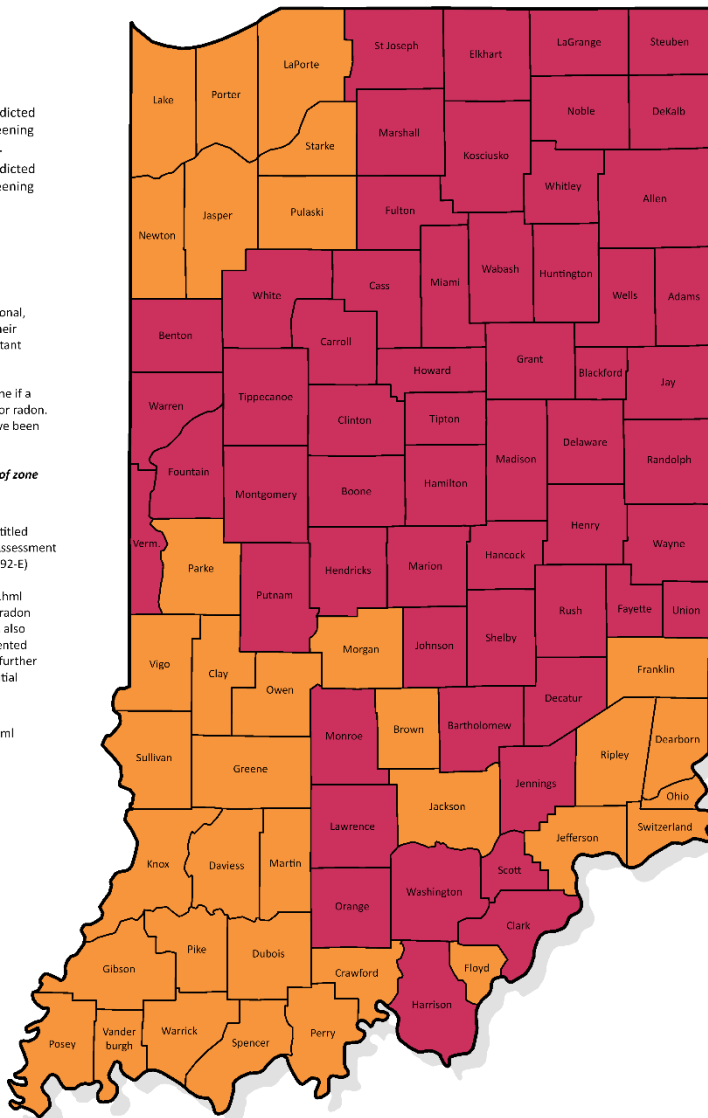 dicted
eening
.
dicted
eening
onal,
heir
tant
ne if a
or radon.
ve been
of zone
titled
Assessment
92-E)
.hml
radon
also
ented
further
tial
ml
St Joseph
Elkhart
LaGrange
Steuben
LaPorte
Lake
Porter
Noble
DeKalb
Marshall
Starke
Kosciusko
Whitley
Allen
Jasper
Pulaski
Fulton
Newton
Miami
Wabash
Huntington
White
Cass
Wells
Adams
Benton
Carroll
Grant
Howard
Blackford
Jay
Warren
Tippecanoe
Clinton
Tipton
Madison
Delaware
Randolph
Fountain
Montgomery
Boone
Hamilton
Henry
Verm.
Wayne
Parke
Hendricks
Marion
Hancock
Putnam
Rush
Fayette
Union
Morgan
Johnson
Shelby
Vigo
Clay
Owen
Franklin
Decatur
Monroe
Brown
Bartholomew
Dearborn
Sullivan
Greene
Ripley
Jennings
Jackson
Ohio
Lawrence
Switzerland
Jefferson
Knox
Daviess
Martin
Scott
Washington
Orange
Clark
Pike
Dubois
Gibson
Crawford
Floyd
Harrison
Posey
Vander
burgh
Warrick
Spencer
Perry